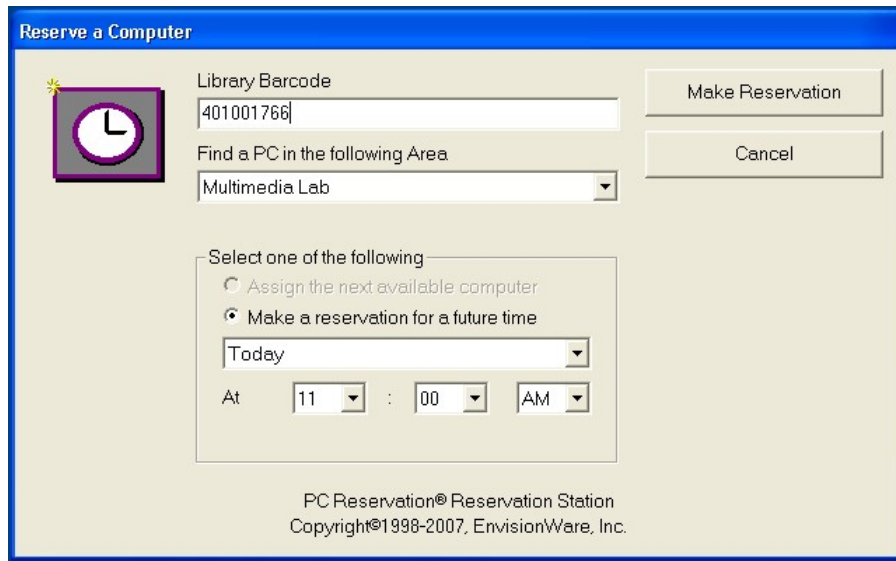 Reserve a Computer
Library Barcode
401001766
Make Reservation
Find a PC in the following Area
Cancel
Multimedia Lab
Select one of the following
Assign the next available computer
Make a reservation for a future time
Today
At 11 : 00 AM
PC Reservation® Reservation Station
Copyright©1998-2007, EnvisionWare, Inc.